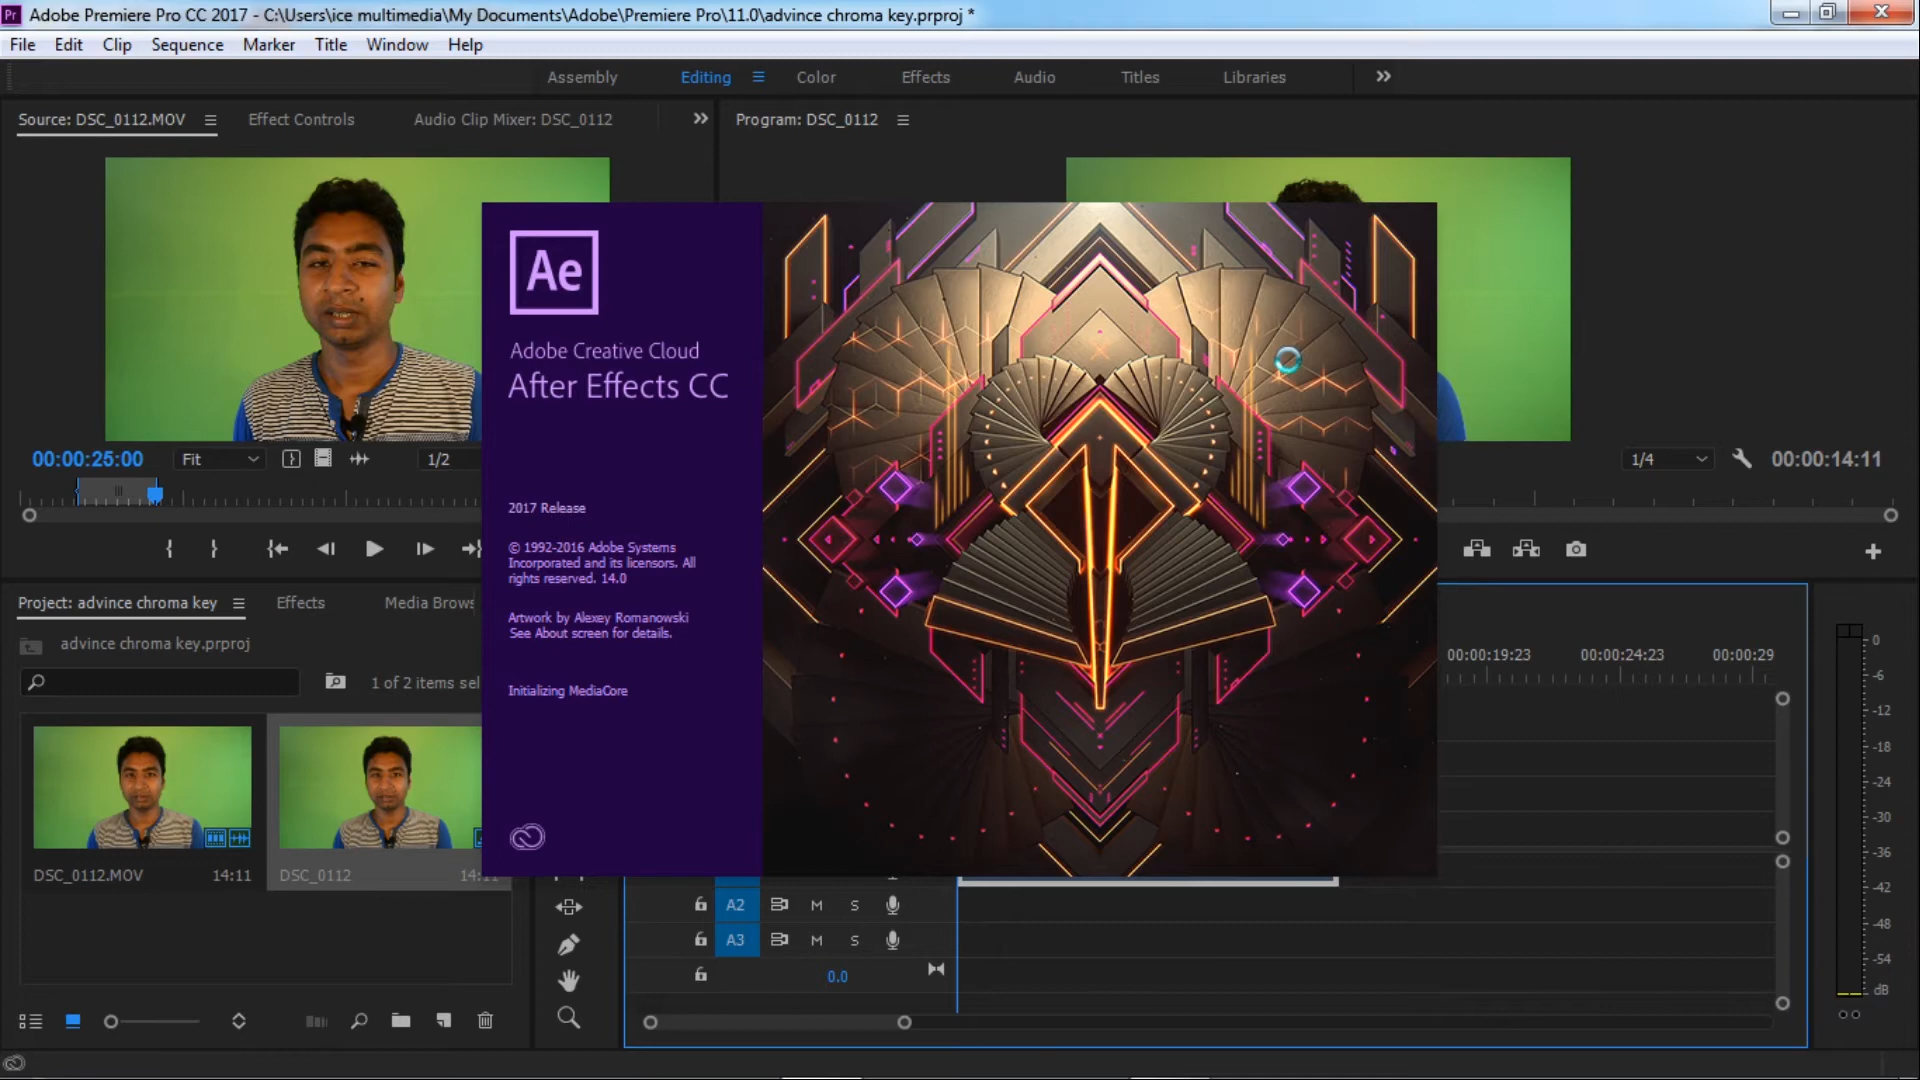 Pr Adobe Premiere Pro CC 2017 - C:\Users\ice multimedia\My Documents\Adobe\Premiere Pro\11.0\advince chroma key.prproj *
File Edit Clip Sequence Marker Title Window Help
Assembly Editing Color Effects Audio Titles Libraries
Source: DSC_0112.MOV Effect Controls Audio Clip Mixer: DSC_0112 Program: DSC_0112
Ae
Adobe Creative Cloud
After Effects CC
00:00:25:00 Fit 1/2 1/4 00:00:14:11
2017 Release
© 1992-2016 Adobe Systems
Incorporated and its licensors. All
rights reserved. 14.0
Artwork by Alexey Romanowski
See About screen for details.
Initializing MediaCore
Project: advince chroma key Effects Media Brows
advince chroma key.prproj
1 of 2 items sel
00:00:19:23 00:00:24:23 00:00:29
DSC_0112.MOV 14:11 DSC_0112 14:11
A2 M S
A3 M S
0.0
0
-6
-12
-18
-24
-30
-36
-42
-48
-54
dB